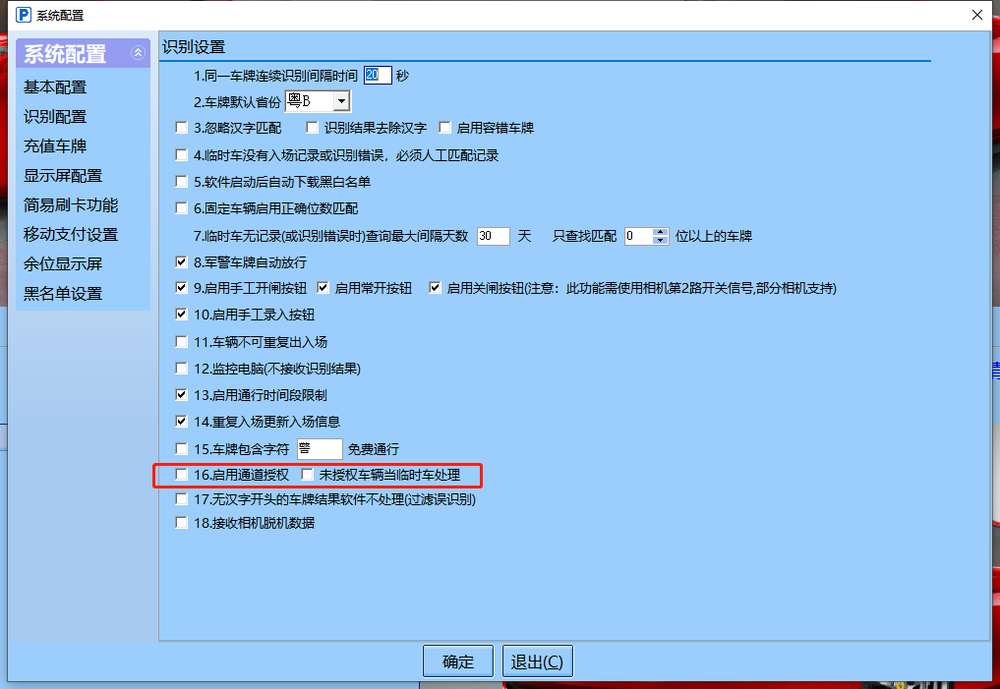 P 系统配置
系统配置
基本配置
识别配置
充值车牌
显示屏配置
简易刷卡功能
移动支付设置
余位显示屏
黑名单设置
识别设置
1.同一车牌连续识别间隔时间 20 秒
2.车牌默认省份 粤B
3.忽略汉字匹配 识别结果去除汉字 启用容错车牌
4.临时车没有入场记录或识别错误，必须人工匹配记录
5.软件启动后自动下载黑白名单
6.固定车辆启用正确位数匹配
7.临时车无记录(或识别错误时)查询最大间隔天数 30 天 只查找匹配 0 位以上的车牌
8.军警车牌自动放行
9.启用手工开闸按钮 启用常开按钮 启用关闸按钮(注意：此功能需使用相机第2路开关信号,部分相机支持)
10.启用手工录入按钮
11.车辆不可重复出入场
12.监控电脑(不接收识别结果)
13.启用通行时间段限制
14.重复入场更新入场信息
15.车牌包含字符 警 免费通行
16.启用通道授权 未授权车辆当临时车处理
17.无汉字开头的车牌结果软件不处理(过滤误识别)
18.接收相机脱机数据
确定 退出(C)